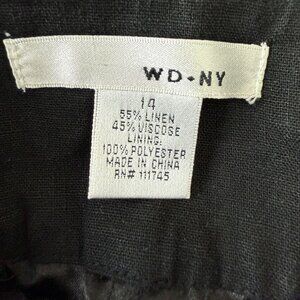 WD·NY
14
55% LINEN
45% VISCOSE
LINING:
100% POLYESTER
MADE IN CHINA
RN# 111745